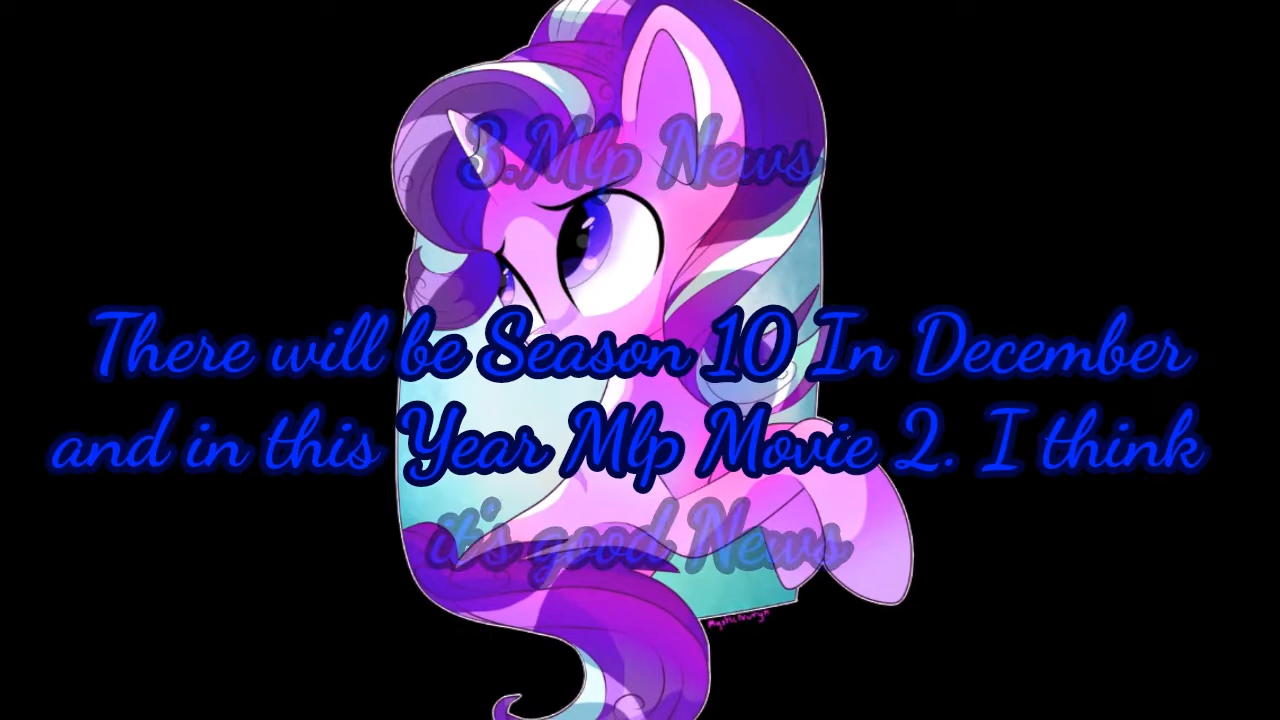 3.Mlp News
There will be Season 10 In December
and in this Year Mlp Movie 2. I think
it's good News